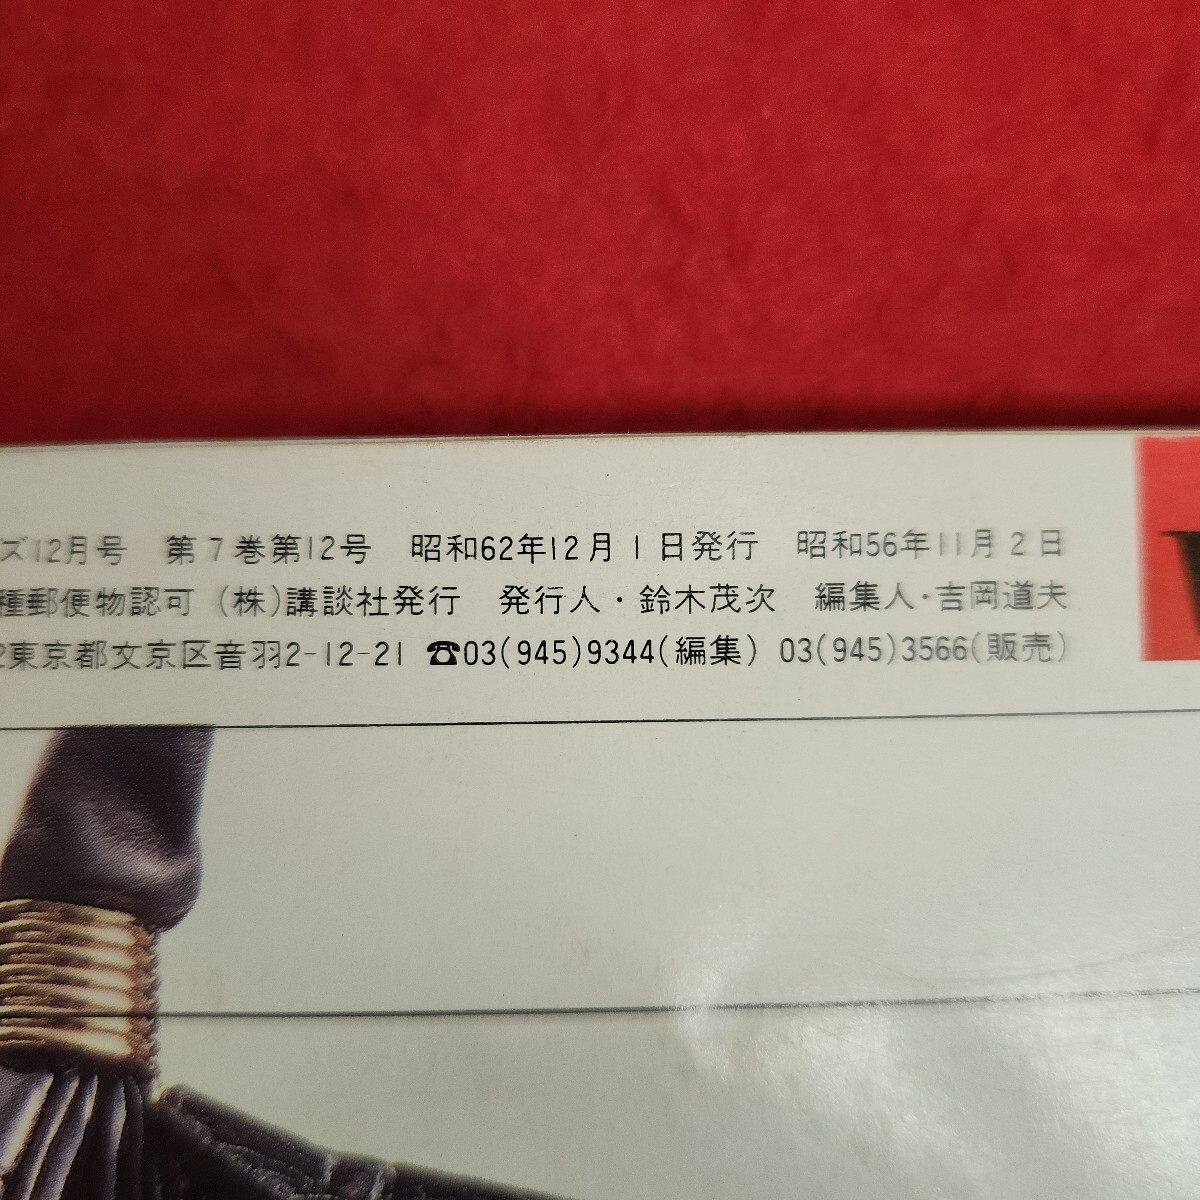 ズ12月号 第7巻第12号 昭和62年12月1日発行 昭和56年11月2日
種郵便物認可 (株)講談社発行 発行人・鈴木茂次 編集人・吉岡道夫
2東京都文京区音羽2-12-21 ☎03(945)9344(編集) 03(945)3566(販売)